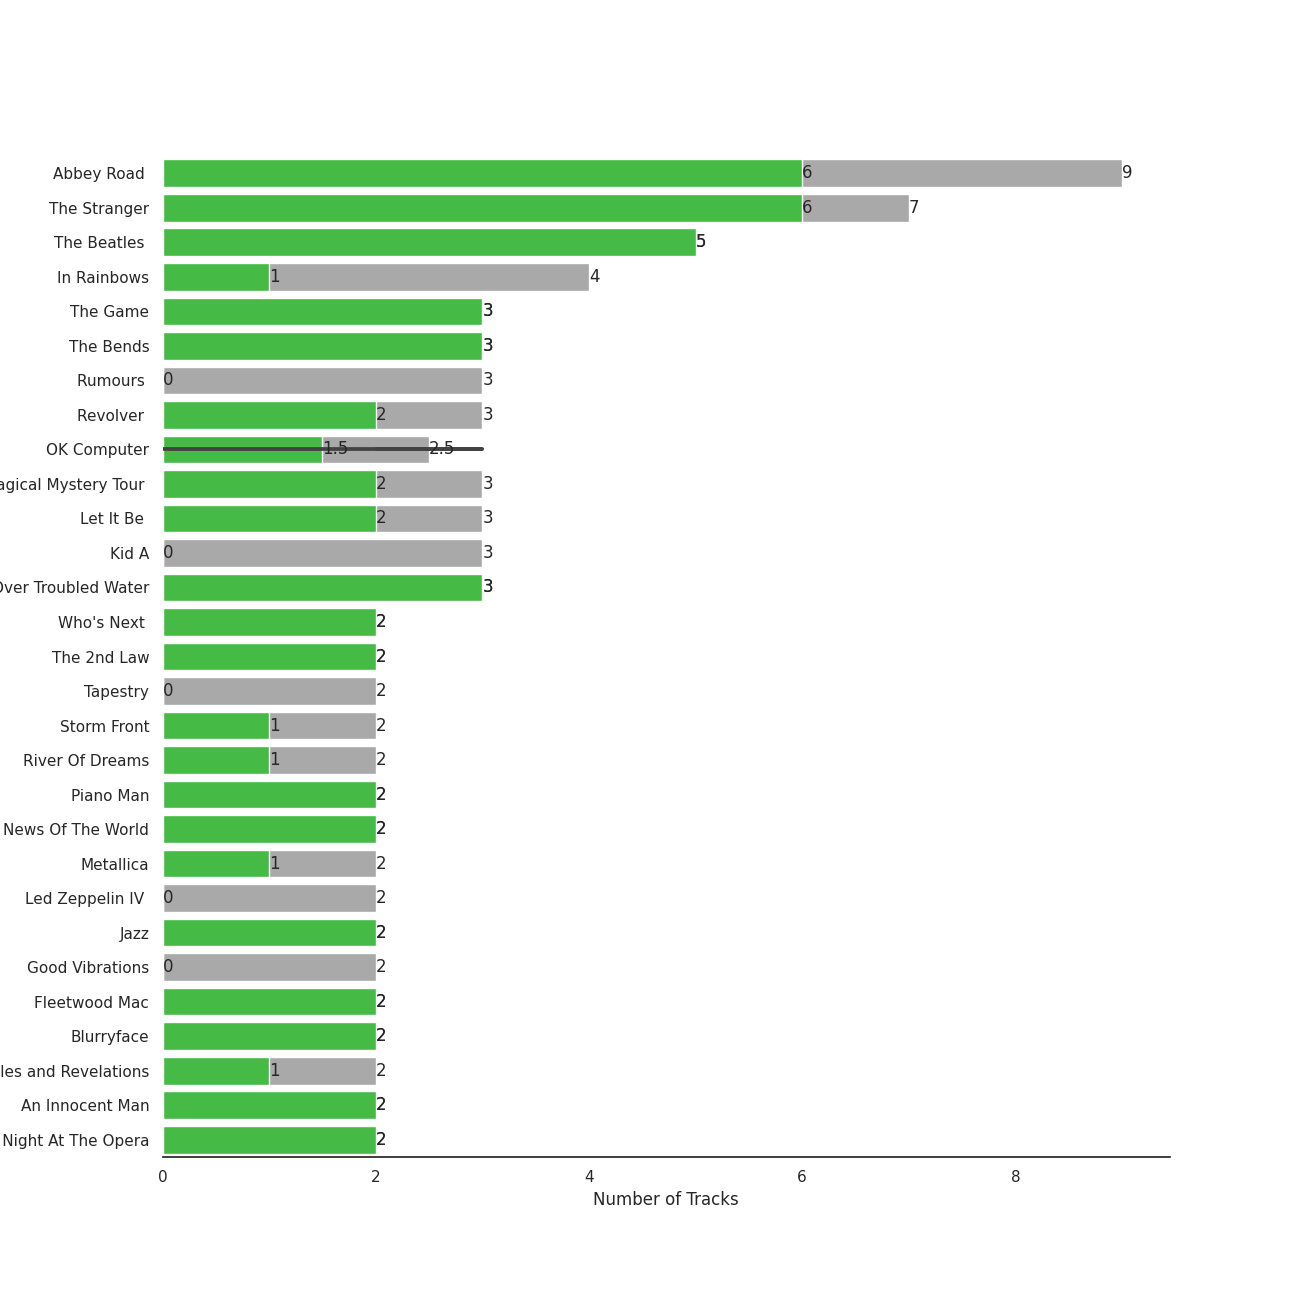 Abbey Road 6 9
The Stranger 6 7
The Beatles 5
In Rainbows 1 4
The Game 3
The Bends 3
Rumours 0 3
Revolver 2 3
OK Computer 1.5 2.5
Mystery Tour 2 3
Let It Be 2 3
Kid A 0 3
Over Troubled Water 3
Who's Next 2
The 2nd Law 2
Tapestry 0 2
Storm Front 1 2
River Of Dreams 1 2
Piano Man 2
News Of The World 2
Metallica 1 2
Led Zeppelin IV 0 2
Jazz 2
Good Vibrations 0 2
Fleetwood Mac 2
Blurryface 2
and Revelations 1 2
An Innocent Man 2
Night At The Opera 2
0 2 4 6 8
Number of Tracks